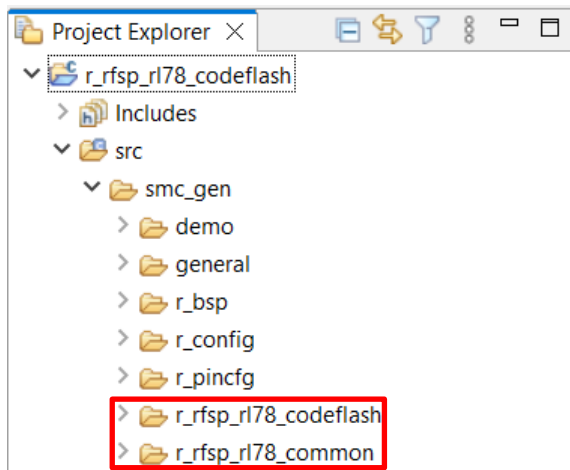 Project Explorer
r_rfsp_rl78_codeflash
Includes
src
smc_gen
demo
general
r_bsp
r_config
r_pincfg
r_rfsp_rl78_codeflash
r_rfsp_rl78_common